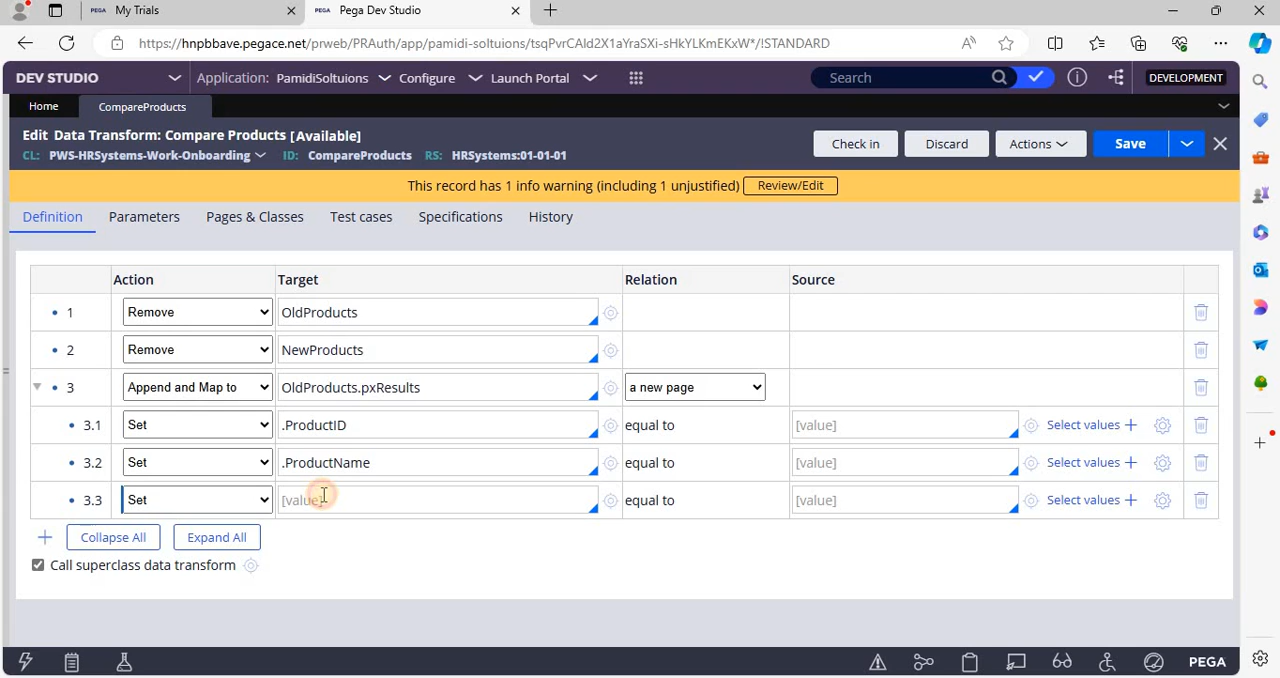 PEGA My Trials
PEGA Pega Dev Studio
https://hnpbbave.pegace.net/prweb/PRAuth/app/pamidi-soltuions/tsqPvrCAId2X1aYraSXi-sHkYLKmEKxW*/!STANDARD
DEV STUDIO Application: PamidiSoltuions Configure Launch Portal Search DEVELOPMENT
Home CompareProducts
Edit Data Transform: Compare Products [Available]
CL: PWS-HRSystems-Work-Onboarding ID: CompareProducts RS: HRSystems:01-01-01
Check in Discard Actions Save
This record has 1 info warning (including 1 unjustified) Review/Edit
Definition Parameters Pages & Classes Test cases Specifications History
Action Target Relation Source
1 Remove OldProducts
2 Remove NewProducts
3 Append and Map to OldProducts.pxResults a new page
3.1 Set .ProductID equal to [value] Select values
3.2 Set .ProductName equal to [value] Select values
3.3 Set [value] equal to [value] Select values
Collapse All Expand All
Call superclass data transform
PEGA